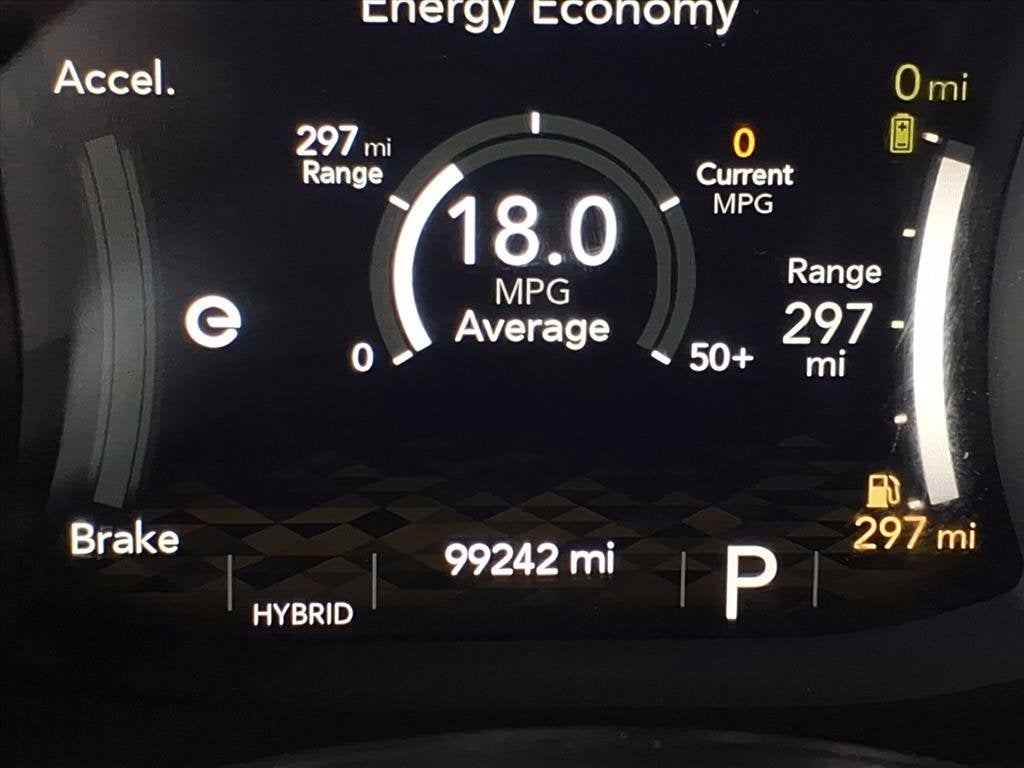 Energy Economy
Accel.
0 mi
297 mi
Range
0
Current
MPG
18.0
MPG
Average
0
50+
Range
297
mi
297 mi
Brake
99242 mi
P
HYBRID